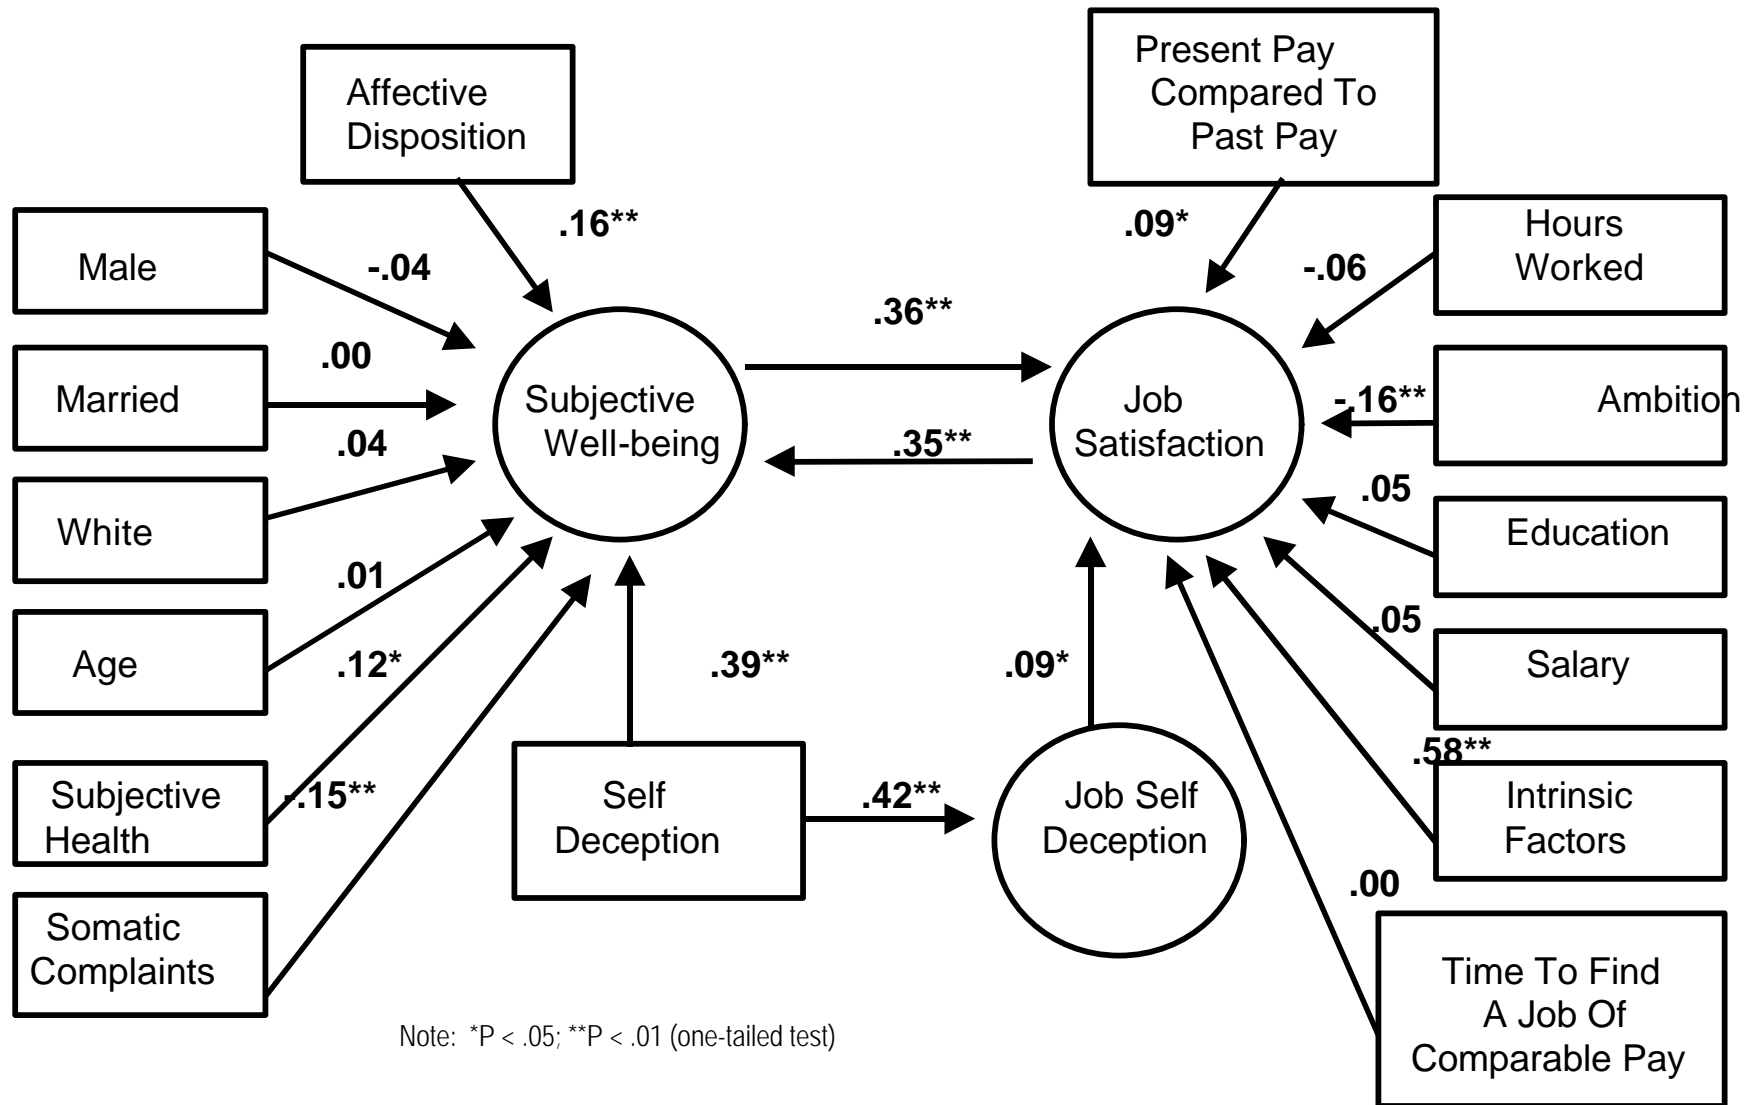 Affective
Disposition
Present Pay
Compared To
Past Pay
.16**
.09*
Male
-.04
-.06
Hours
Worked
.36**
Married
.00
Subjective
Well-being
Job
Satisfaction
-.16**
Ambition
.35**
White
.04
.05
Education
Age
.01
.12*
.39**
.09*
.05
Salary
Subjective
Health
-.15**
Self
Deception
.42**
Job Self
Deception
.58**
Intrinsic
Factors
Somatic
Complaints
.00
Time To Find
A Job Of
Comparable Pay
Note: *P < .05; **P < .01 (one-tailed test)